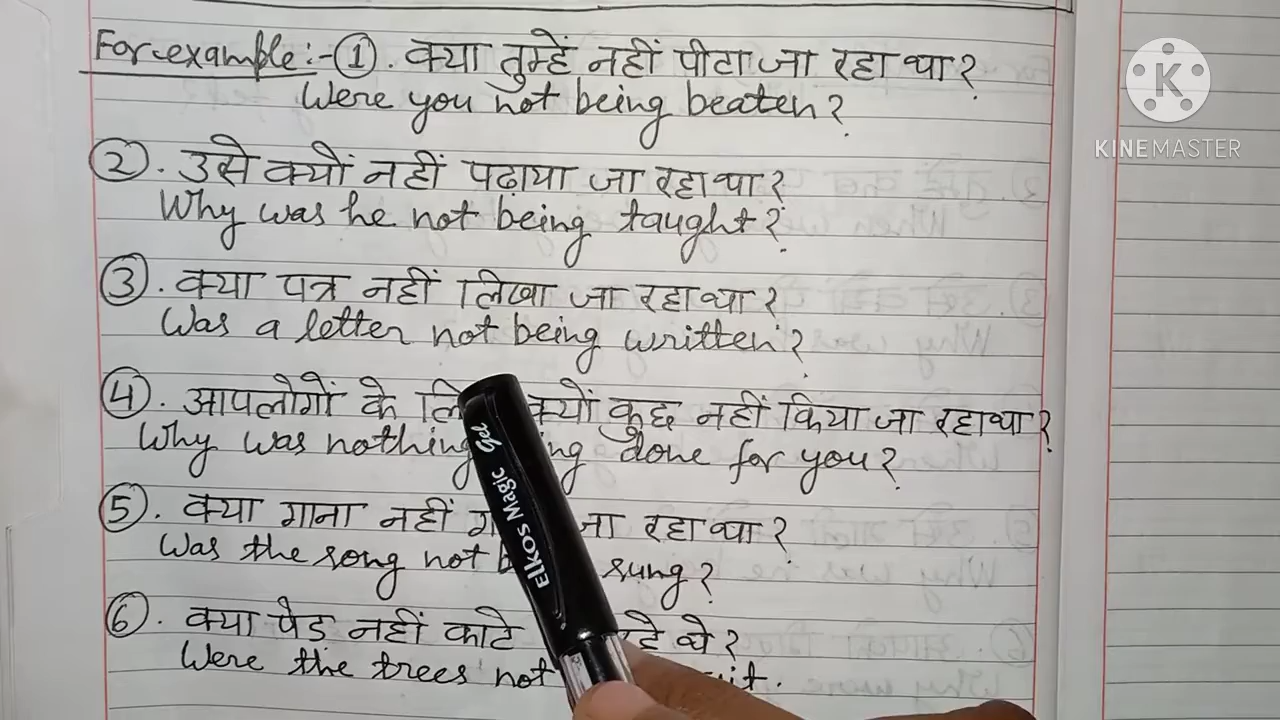 For-example:-① . क्या तुम्हें नहीं पीटा जा रहा था?
Were you not being beaten?
② . उसे क्यों नहीं पढ़ाया जा रहा था?
Why was he not being taught?
③ . क्या पत्र नहीं लिखा जा रहा था?
Was a letter not being written?
④ . आपलोगों के क्यों कुछ नहीं किया जा रहा था?
Why was nothing done for you?
⑤ . क्या गाना नहीं जा रहा था?
Was the song not sung?
⑥ . क्या पेड़ नहीं काटे थे?
Were the trees not
K
KINEMASTER
Elkos Magic gel